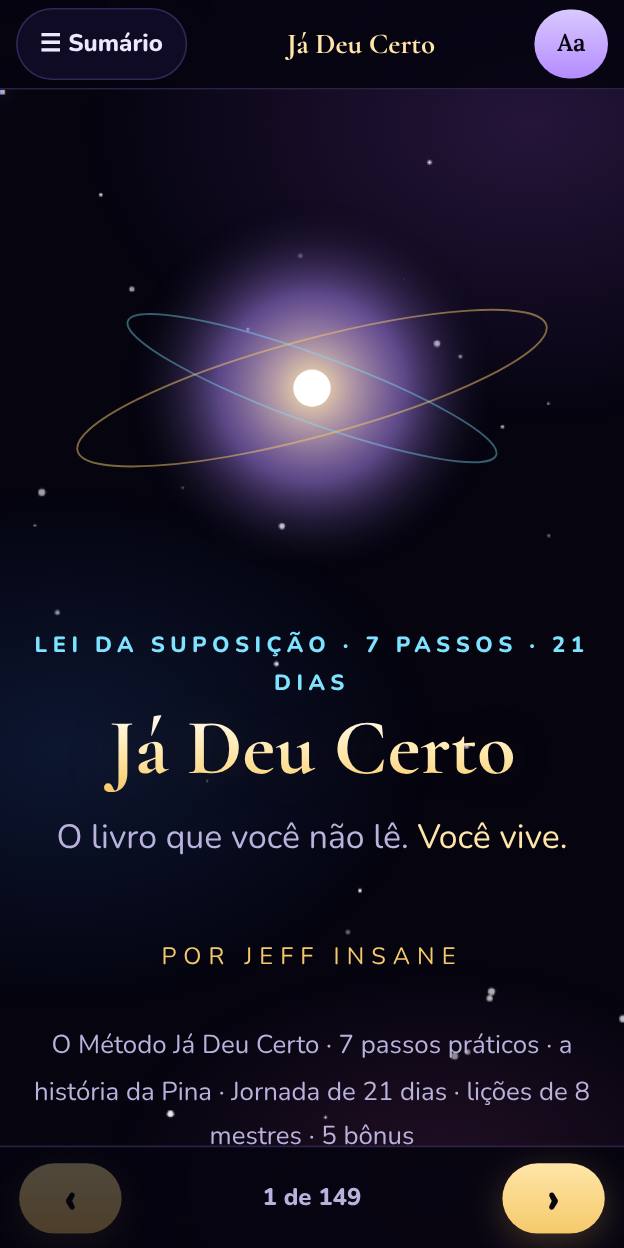 ☰ Sumário
Já Deu Certo
Aa
LEI DA SUPOSIÇÃO · 7 PASSOS · 21
DIAS
Já Deu Certo
O livro que você não lê. Você vive.
POR JEFF INSANE
O Método Já Deu Certo · 7 passos práticos · a
história da Pina · Jornada de 21 dias · lições de 8
mestres · 5 bônus
‹
1 de 149
›